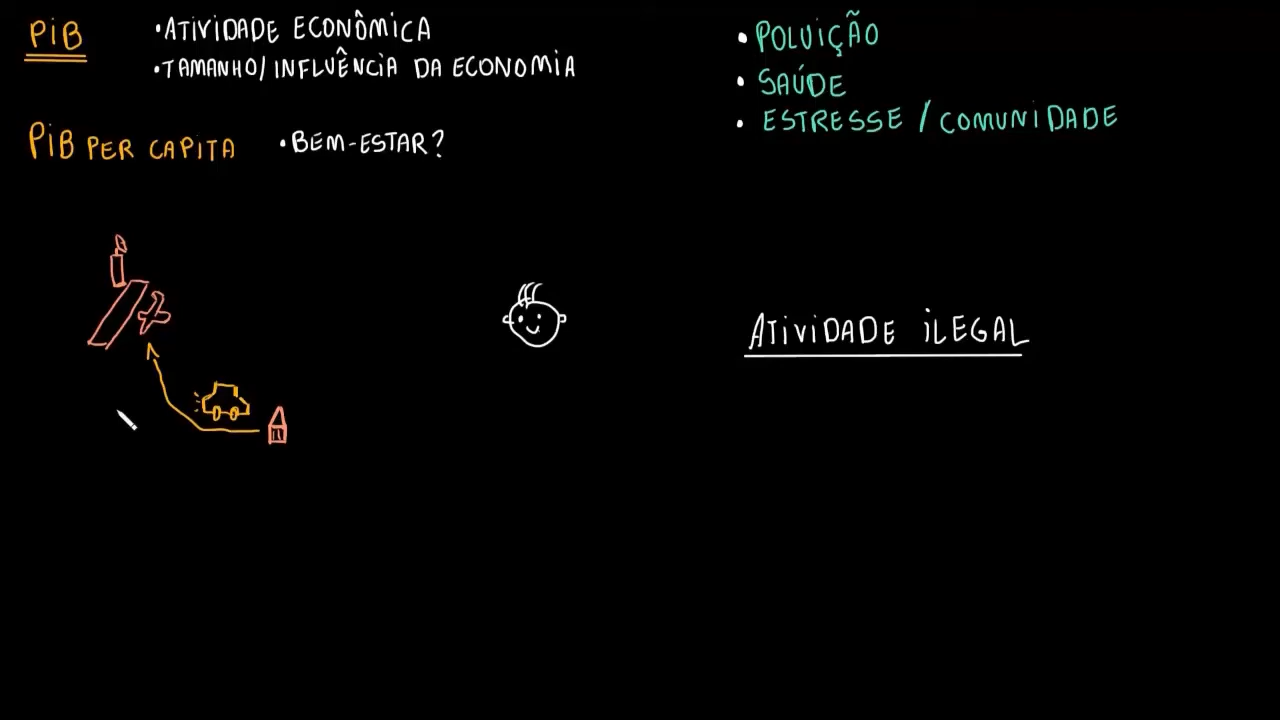 PIB
• ATIVIDADE ECONÔMICA
• TAMANHO/INFLUÊNCIA DA ECONOMIA
PIB PER CAPITA • BEM-ESTAR?
• POLUIÇÃO
• SAÚDE
• ESTRESSE / COMUNIDADE
ATIVIDADE ILEGAL